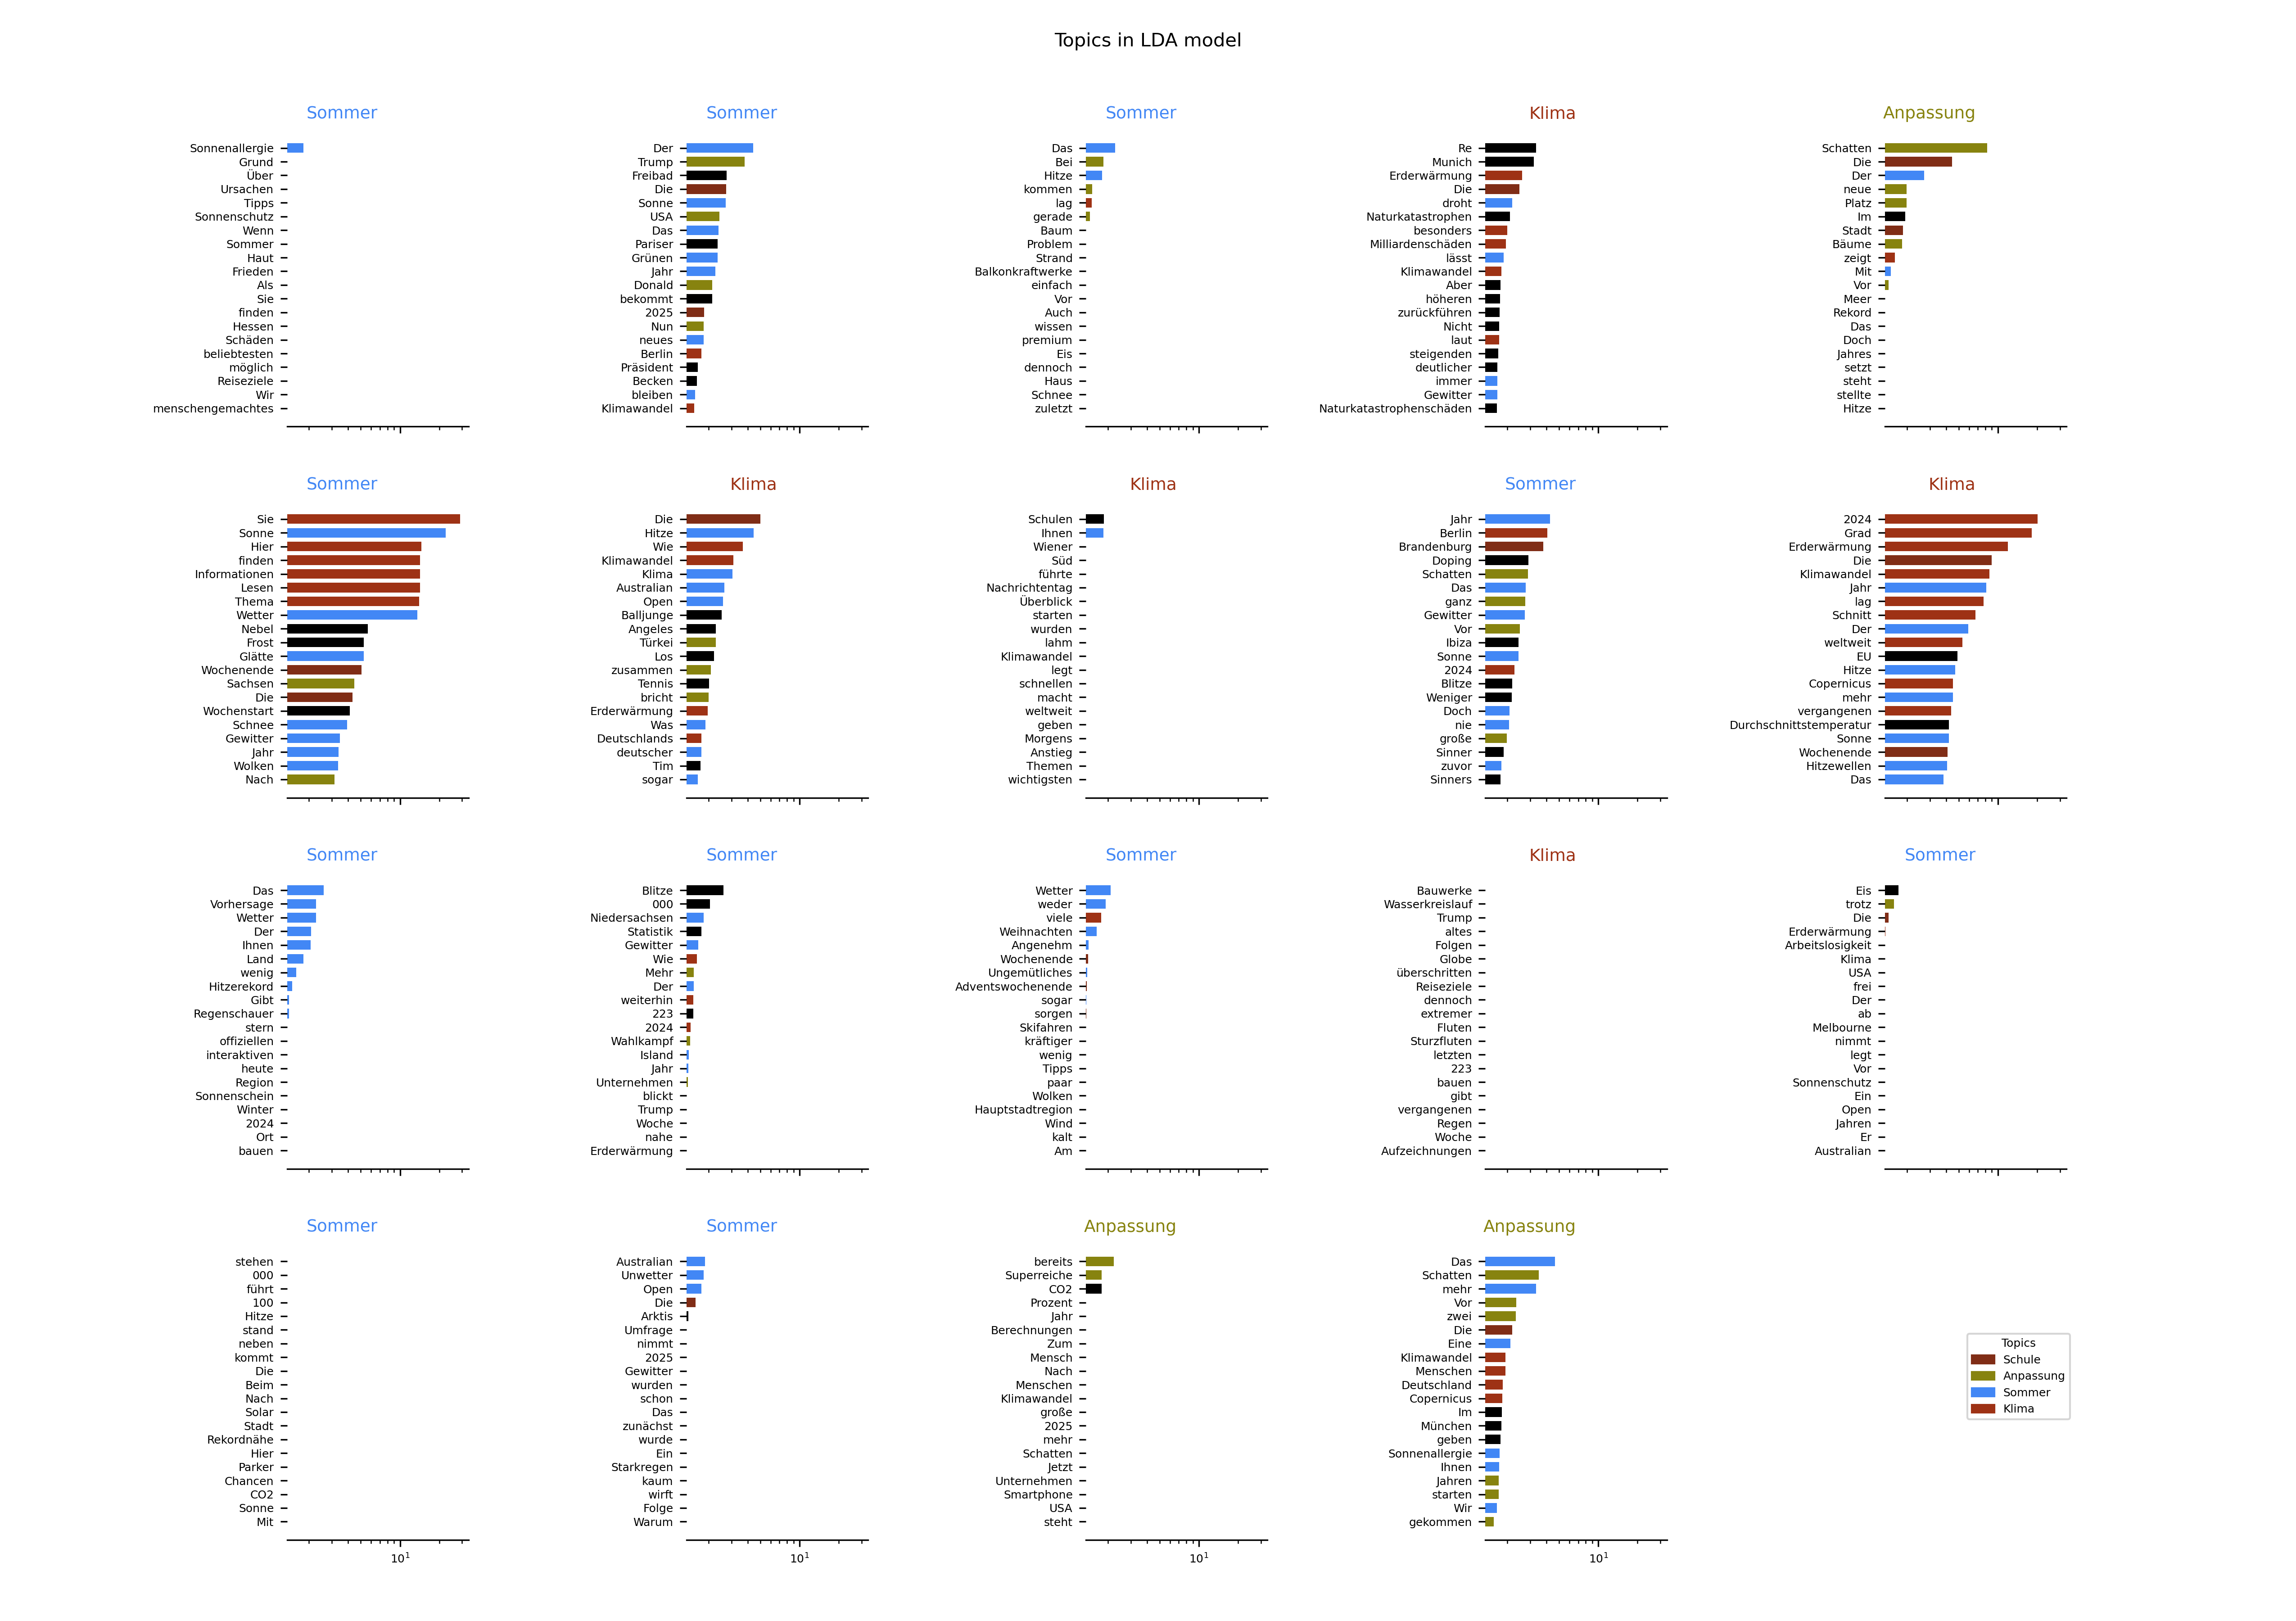 Topics in LDA model
Sommer
Sonnenallergie
Grund
Über
Ursachen
Tipps
Sonnenschutz
Wenn
Sommer
Haut
Frieden
Als
Sie
finden
Hessen
Schäden
beliebtesten
möglich
Reiseziele
Wir
menschengemachtes
Sommer
Der
Trump
Freibad
Die
Sonne
USA
Das
Pariser
Grünen
Jahr
Donald
bekommt
2025
Nun
neues
Berlin
Präsident
Becken
bleiben
Klimawandel
Sommer
Das
Bei
Hitze
kommen
lag
gerade
Baum
Problem
Strand
Balkonkraftwerke
einfach
Vor
Auch
wissen
premium
Eis
dennoch
Haus
Schnee
zuletzt
Klima
Re
Munich
Erderwärmung
Die
droht
Naturkatastrophen
besonders
Milliardenschäden
lässt
Klimawandel
Aber
höheren
zurückführen
Nicht
laut
steigenden
deutlicher
immer
Gewitter
Naturkatastrophenschäden
Anpassung
Schatten
Die
Der
neue
Platz
Im
Stadt
Bäume
zeigt
Mit
Vor
Meer
Rekord
Das
Doch
Jahres
setzt
steht
stellte
Hitze
Sommer
Sie
Sonne
Hier
finden
Informationen
Lesen
Thema
Wetter
Nebel
Frost
Glätte
Wochenende
Sachsen
Die
Wochenstart
Schnee
Gewitter
Jahr
Wolken
Nach
Klima
Die
Hitze
Wie
Klimawandel
Klima
Australian
Open
Balljunge
Angeles
Türkei
Los
zusammen
Tennis
bricht
Erderwärmung
Was
Deutschlands
deutscher
Tim
sogar
Klima
Schulen
Ihnen
Wiener
Süd
führte
Nachrichtentag
Überblick
starten
wurden
lahm
Klimawandel
legt
schnellen
macht
weltweit
geben
Morgens
Anstieg
Themen
wichtigsten
Sommer
Jahr
Berlin
Brandenburg
Doping
Schatten
Das
ganz
Gewitter
Vor
Ibiza
Sonne
2024
Blitze
Weniger
Doch
nie
große
Sinner
zuvor
Sinners
Klima
2024
Grad
Erderwärmung
Die
Klimawandel
Jahr
lag
Schnitt
Der
weltweit
EU
Hitze
Copernicus
mehr
vergangenen
Durchschnittstemperatur
Sonne
Wochenende
Hitzewellen
Das
Sommer
Das
Vorhersage
Wetter
Der
Ihnen
Land
wenig
Hitzerekord
Gibt
Regenschauer
stern
offiziellen
interaktiven
heute
Region
Sonnenschein
Winter
2024
Ort
bauen
Sommer
Blitze
000
Niedersachsen
Statistik
Gewitter
Wie
Mehr
Der
weiterhin
223
2024
Wahlkampf
Island
Jahr
Unternehmen
blickt
Trump
Woche
nahe
Erderwärmung
Sommer
Wetter
weder
viele
Weihnachten
Angenehm
Wochenende
Ungemütliches
Adventswochenende
sogar
sorgen
Skifahren
kräftiger
wenig
Tipps
paar
Wolken
Hauptstadtregion
Wind
kalt
Am
Klima
Bauwerke
Wasserkreislauf
Trump
altes
Folgen
Globe
überschritten
Reiseziele
dennoch
extremer
Fluten
Sturzfluten
letzten
223
bauen
gibt
vergangenen
Regen
Woche
Aufzeichnungen
Sommer
Eis
trotz
Die
Erderwärmung
Arbeitslosigkeit
Klima
USA
frei
Der
ab
Melbourne
nimmt
legt
Vor
Sonnenschutz
Ein
Open
Jahren
Er
Australian
Sommer
stehen
000
führt
100
Hitze
stand
neben
kommt
Die
Beim
Nach
Solar
Stadt
Rekordnähe
Hier
Parker
Chancen
CO2
Sonne
Mit
10¹
Sommer
Australian
Unwetter
Open
Die
Arktis
Umfrage
nimmt
2025
Gewitter
wurden
schon
Das
zunächst
wurde
Ein
Starkregen
kaum
wirft
Folge
Warum
10¹
Anpassung
bereits
Superreiche
CO2
Prozent
Jahr
Berechnungen
Zum
Mensch
Nach
Menschen
Klimawandel
große
2025
mehr
Schatten
Jetzt
Unternehmen
Smartphone
USA
steht
10¹
Anpassung
Das
Schatten
mehr
Vor
zwei
Die
Eine
Klimawandel
Menschen
Deutschland
Copernicus
Im
München
geben
Sonnenallergie
Ihnen
Jahren
starten
Wir
gekommen
10¹
Topics
Schule
Anpassung
Sommer
Klima